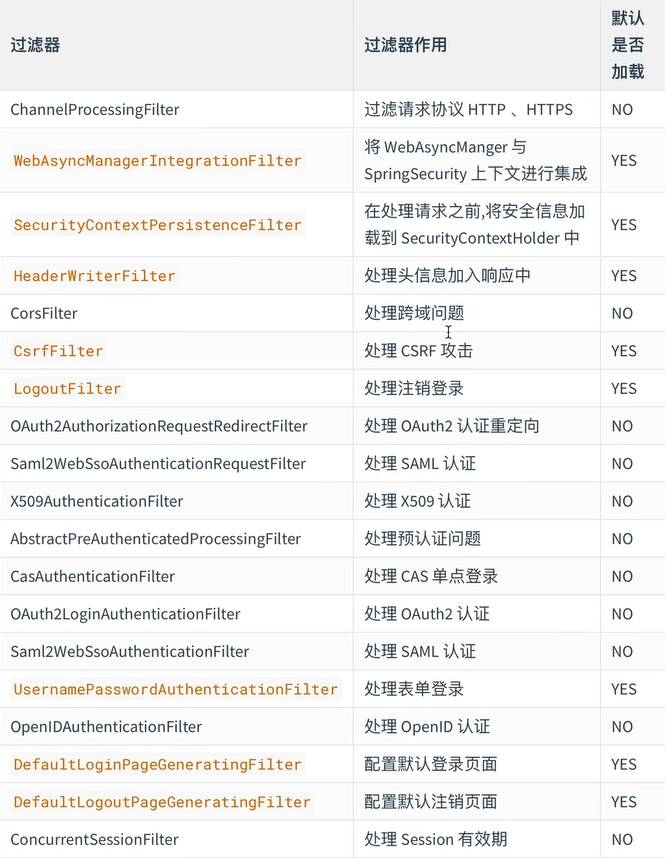 过滤器 过滤器作用 默认
是否
加载
ChannelProcessingFilter 过滤请求协议 HTTP 、HTTPS NO
WebAsyncManagerIntegrationFilter 将 WebAsyncManger 与
SpringSecurity 上下文进行集成 YES
SecurityContextPersistenceFilter 在处理请求之前,将安全信息加
载到 SecurityContextHolder 中 YES
HeaderWriterFilter 处理头信息加入响应中 YES
CorsFilter 处理跨域问题 NO
CsrfFilter 处理 CSRF 攻击 YES
LogoutFilter 处理注销登录 YES
OAuth2AuthorizationRequestRedirectFilter 处理 OAuth2 认证重定向 NO
Saml2WebSsoAuthenticationRequestFilter 处理 SAML 认证 NO
X509AuthenticationFilter 处理 X509 认证 NO
AbstractPreAuthenticatedProcessingFilter 处理预认证问题 NO
CasAuthenticationFilter 处理 CAS 单点登录 NO
OAuth2LoginAuthenticationFilter 处理 OAuth2 认证 NO
Saml2WebSsoAuthenticationFilter 处理 SAML 认证 NO
UsernamePasswordAuthenticationFilter 处理表单登录 YES
OpenIDAuthenticationFilter 处理 OpenID 认证 NO
DefaultLoginPageGeneratingFilter 配置默认登录页面 YES
DefaultLogoutPageGeneratingFilter 配置默认注销页面 YES
ConcurrentSessionFilter 处理 Session 有效期 NO